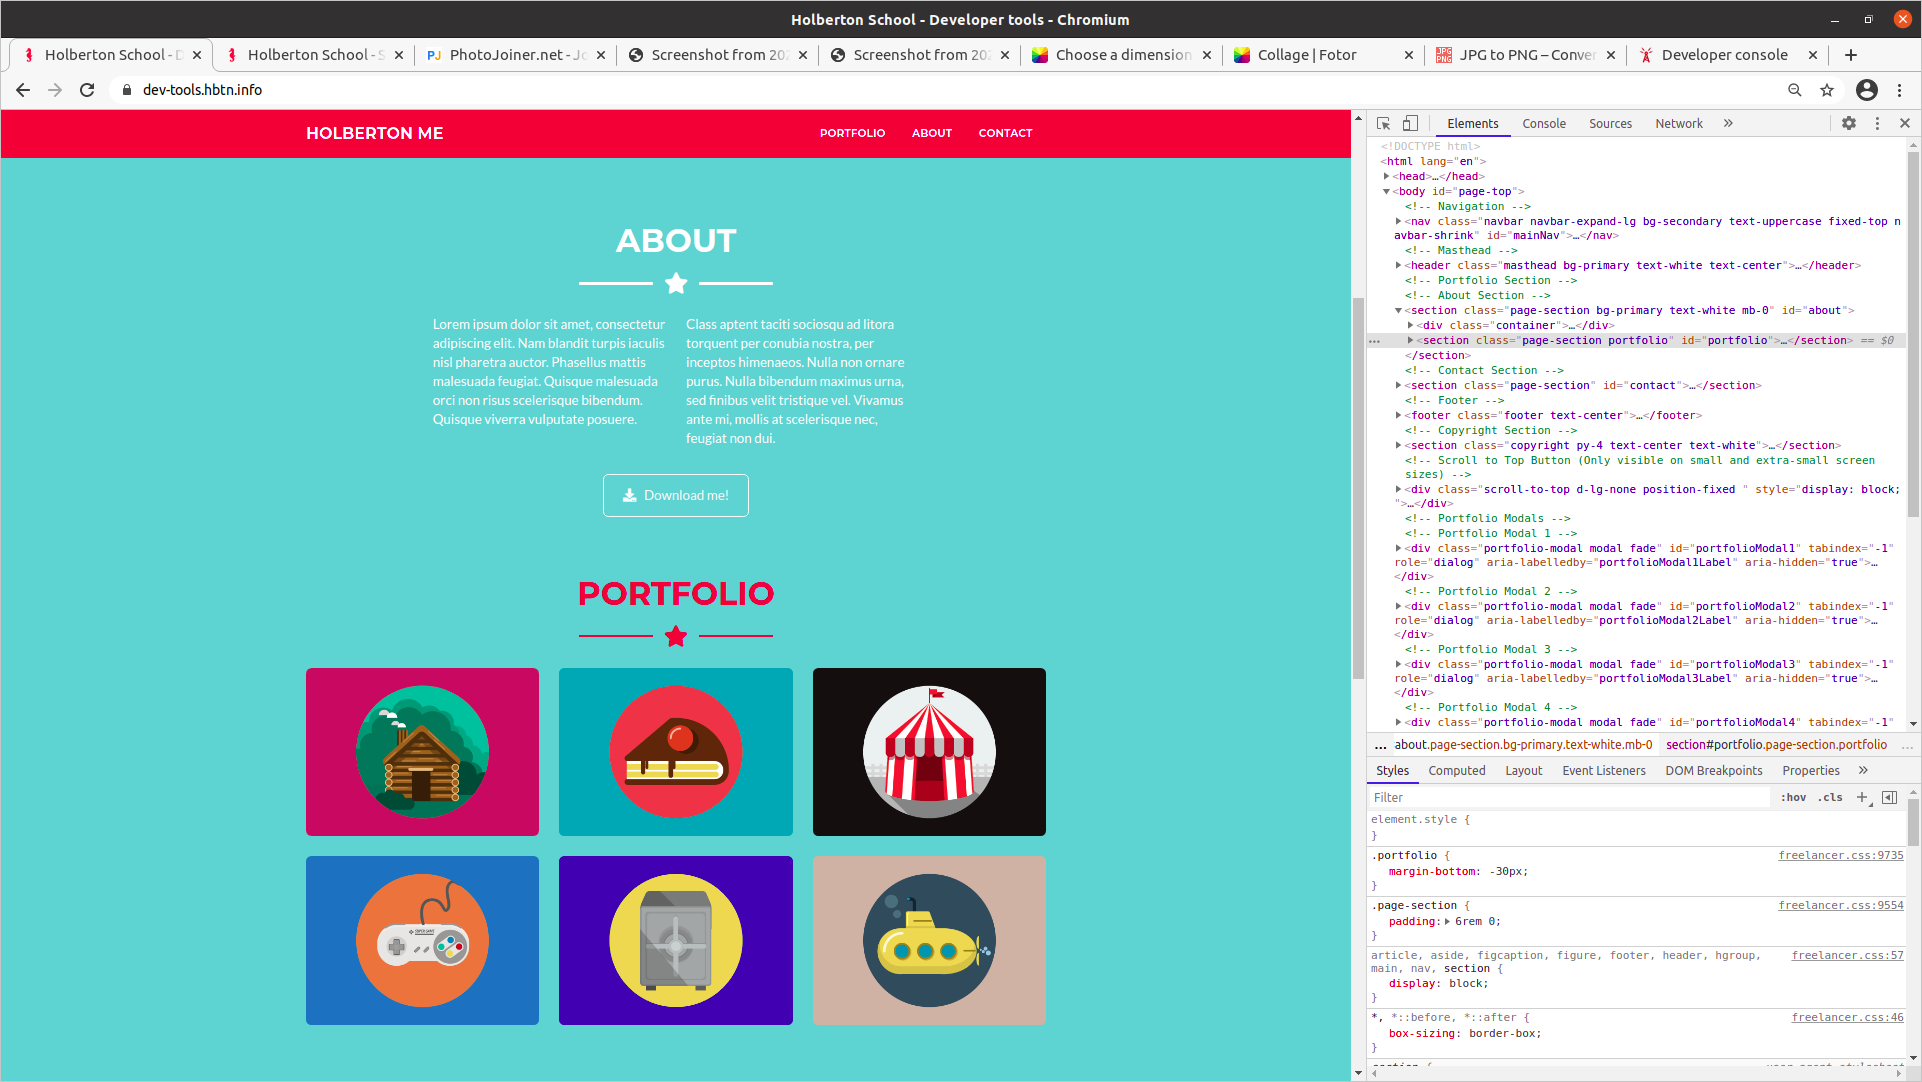 Holberton School - Developer tools - Chromium
Holberton School - D
Holberton School - S
PhotoJoiner.net - Jo
Screenshot from 202
Screenshot from 202
Choose a dimension
Collage | Fotor
JPG to PNG – Conver
Developer console
dev-tools.hbtn.info
HOLBERTON ME
PORTFOLIO
ABOUT
CONTACT
ABOUT
Lorem ipsum dolor sit amet, consectetur
adipiscing elit. Nam blandit turpis iaculis
nisl pharetra auctor. Phasellus mattis
malesuada feugiat. Quisque malesuada
orci non risus scelerisque bibendum.
Quisque viverra vulputate posuere.
Class aptent taciti sociosqu ad litora
torquent per conubia nostra, per
inceptos himenaeos. Nulla non ornare
purus. Nulla bibendum maximus urna,
sed finibus velit tristique vel. Vivamus
ante mi, mollis at scelerisque nec,
feugiat non dui.
Download me!
PORTFOLIO
Elements Console Sources Network »
<!DOCTYPE html>
<html lang="en">
<head>…</head>
<body id="page-top">
<!-- Navigation -->
<nav class="navbar navbar-expand-lg bg-secondary text-uppercase fixed-top n
avbar-shrink" id="mainNav">…</nav>
<!-- Masthead -->
<header class="masthead bg-primary text-white text-center">…</header>
<!-- Portfolio Section -->
<!-- About Section -->
<section class="page-section bg-primary text-white mb-0" id="about">
<div class="container">…</div>
… <section class="page-section portfolio" id="portfolio">…</section> == $0
</section>
<!-- Contact Section -->
<section class="page-section" id="contact">…</section>
<!-- Footer -->
<footer class="footer text-center">…</footer>
<!-- Copyright Section -->
<section class="copyright py-4 text-center text-white">…</section>
<!-- Scroll to Top Button (Only visible on small and extra-small screen
sizes) -->
<div class="scroll-to-top d-lg-none position-fixed " style="display: block;
">…</div>
<!-- Portfolio Modals -->
<!-- Portfolio Modal 1 -->
<div class="portfolio-modal modal fade" id="portfolioModal1" tabindex="-1"
role="dialog" aria-labelledby="portfolioModal1Label" aria-hidden="true">…
</div>
<!-- Portfolio Modal 2 -->
<div class="portfolio-modal modal fade" id="portfolioModal2" tabindex="-1"
role="dialog" aria-labelledby="portfolioModal2Label" aria-hidden="true">…
</div>
<!-- Portfolio Modal 3 -->
<div class="portfolio-modal modal fade" id="portfolioModal3" tabindex="-1"
role="dialog" aria-labelledby="portfolioModal3Label" aria-hidden="true">…
</div>
<!-- Portfolio Modal 4 -->
<div class="portfolio-modal modal fade" id="portfolioModal4" tabindex="-1"
… about.page-section.bg-primary.text-white.mb-0 section#portfolio.page-section.portfolio …
Styles Computed Layout Event Listeners DOM Breakpoints Properties »
Filter :hov .cls +
element.style {
}
.portfolio { freelancer.css:9735
margin-bottom: -30px;
}
.page-section { freelancer.css:9554
padding: 6rem 0;
}
article, aside, figcaption, figure, footer, header, hgroup, freelancer.css:57
main, nav, section {
display: block;
}
*, *::before, *::after { freelancer.css:46
box-sizing: border-box;
}